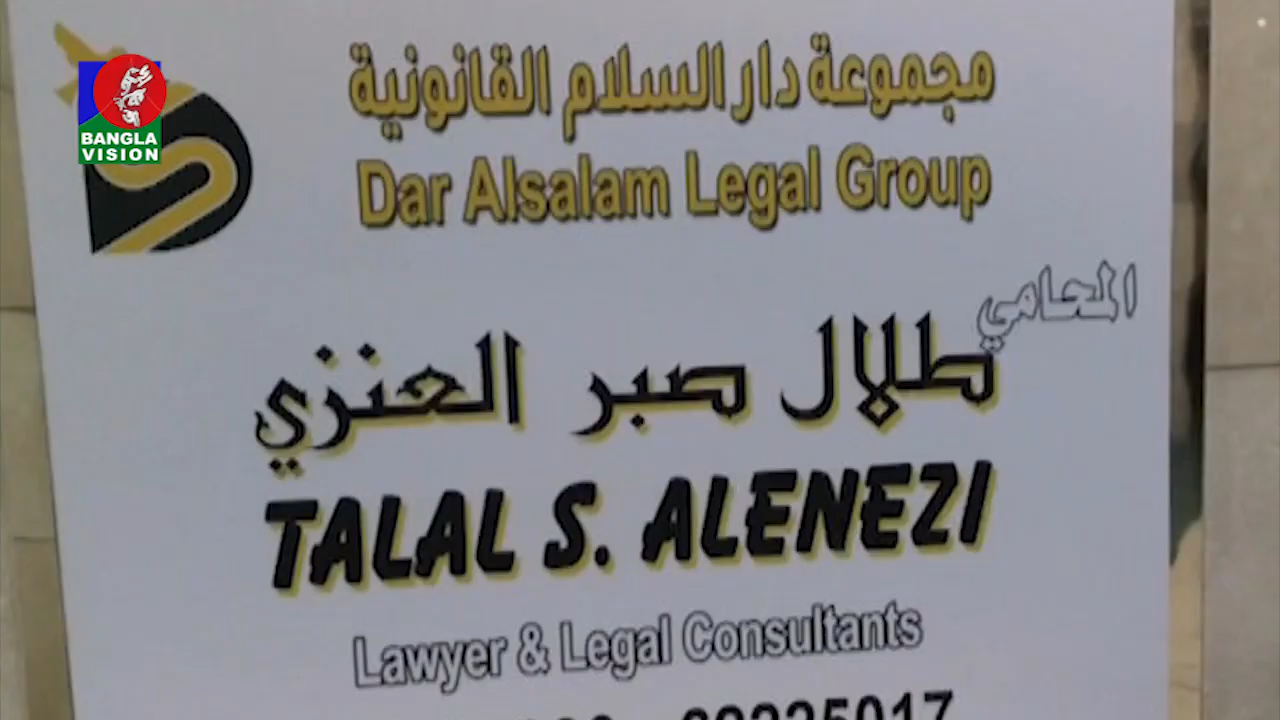 BANGLA
VISION
مجموعة دار السلام القانونية
Dar Alsalam Legal Group
المحامي
طلال صبر العنزي
TALAL S. ALENEZI
Lawyer & Legal Consultants